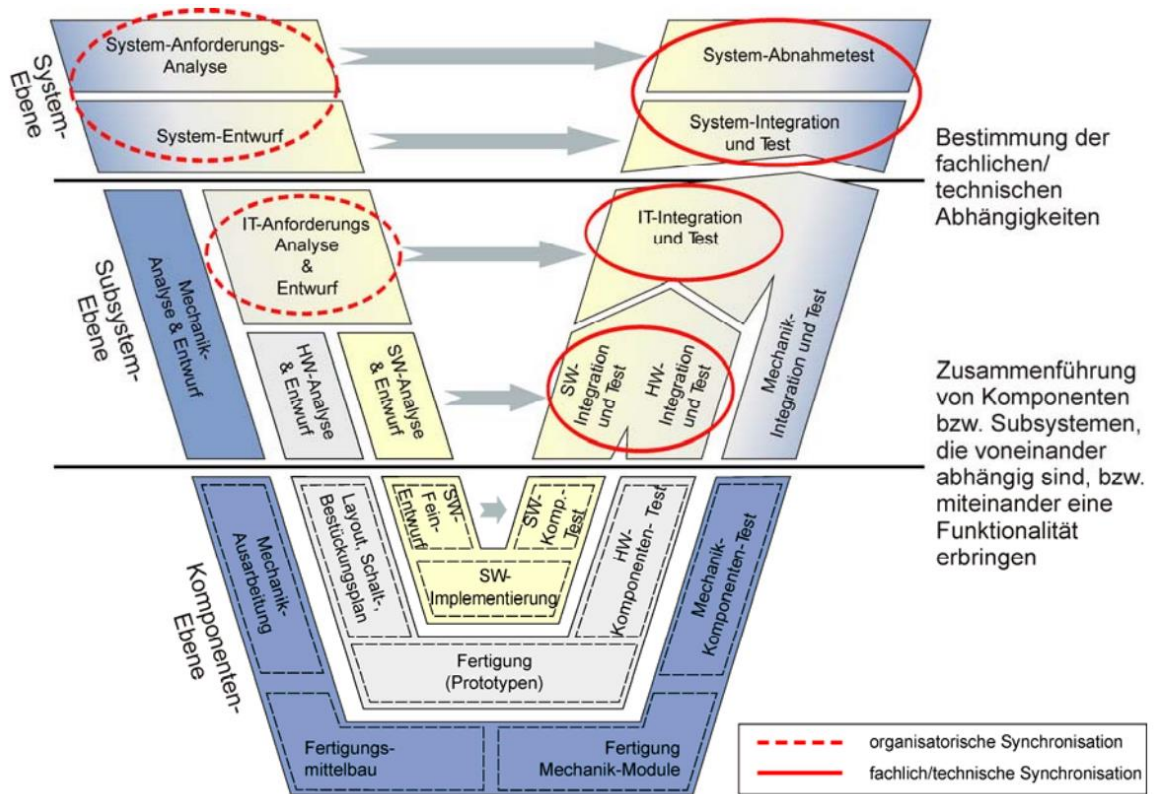 System-
Ebene
System-Anforderungs-
Analyse
System-Abnahmetest
System-Entwurf
System-Integration
und Test
Bestimmung der
fachlichen/
technischen
Abhängigkeiten
Subsystem-
Ebene
Mechanik-
Analyse & Entwurf
IT-Anforderungs
Analyse
&
Entwurf
IT-Integration
und Test
HW-Analyse
& Entwurf
SW-Analyse
& Entwurf
SW-
Integration
und Test
HW-
Integration
und Test
Mechanik-
Integration und Test
Zusammenführung
von Komponenten
bzw. Subsystemen,
die voneinander
abhängig sind, bzw.
miteinander eine
Funktionalität
erbringen
Komponenten-
Ebene
Mechanik-
Ausarbeitung
Layout, Schalt-,
Bestückungsplan
SW-
Fein-
Entwurf
SW-
Komp.-
Test
SW-
Implementierung
HW-
Komponenten- Test
Mechanik-
Komponenten-Test
Fertigung
(Prototypen)
Fertigungs-
mittelbau
Fertigung
Mechanik-Module
organisatorische Synchronisation
fachlich/technische Synchronisation